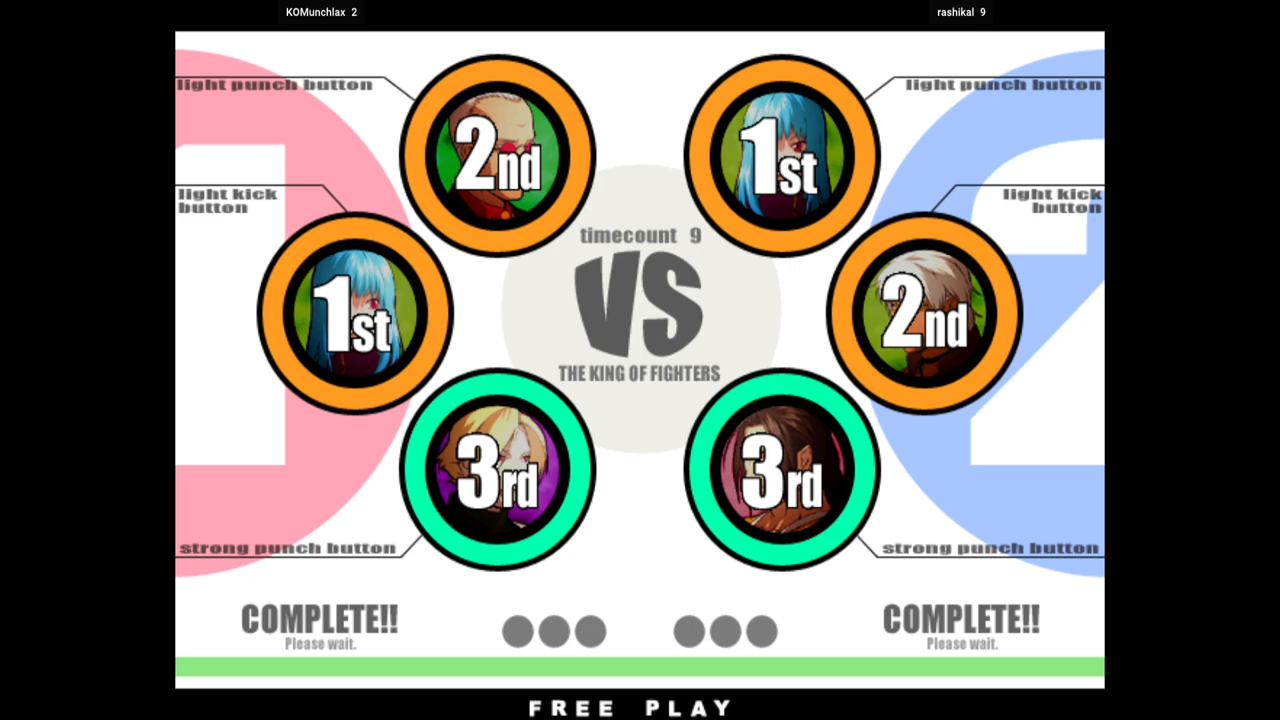 KOMunchlax 2
rashikal 9
light punch button
light punch button
2nd
1st
light kick
button
light kick
button
timecount 9
VS
1st
2nd
THE KING OF FIGHTERS
3rd
3rd
strong punch button
strong punch button
COMPLETE!!
Please wait.
COMPLETE!!
Please wait.
FREE PLAY
1
2